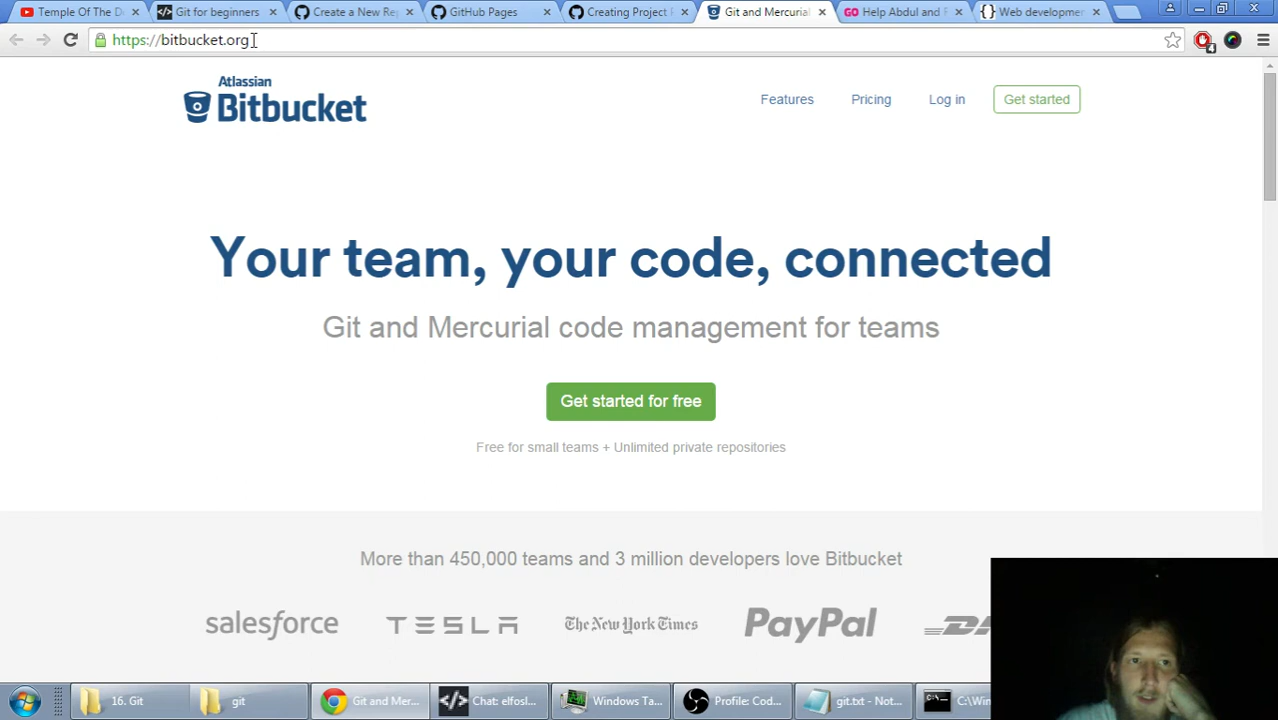 Temple Of The D
Git for beginners
Create a New Re
GitHub Pages
Creating Project
Git and Mercurial
GO Help Abdul and
{} Web developme
https://bitbucket.org
4
Atlassian
Bitbucket
Features
Pricing
Log in
Get started
Your team, your code, connected
Git and Mercurial code management for teams
Get started for free
Free for small teams + Unlimited private repositories
More than 450,000 teams and 3 million developers love Bitbucket
salesforce
TESLA
The New York Times
PayPal
16. Git
git
Git and Mer...
Chat: elfosl...
Windows Ta...
Profile: Cod...
git.txt - Not...
C:\Win